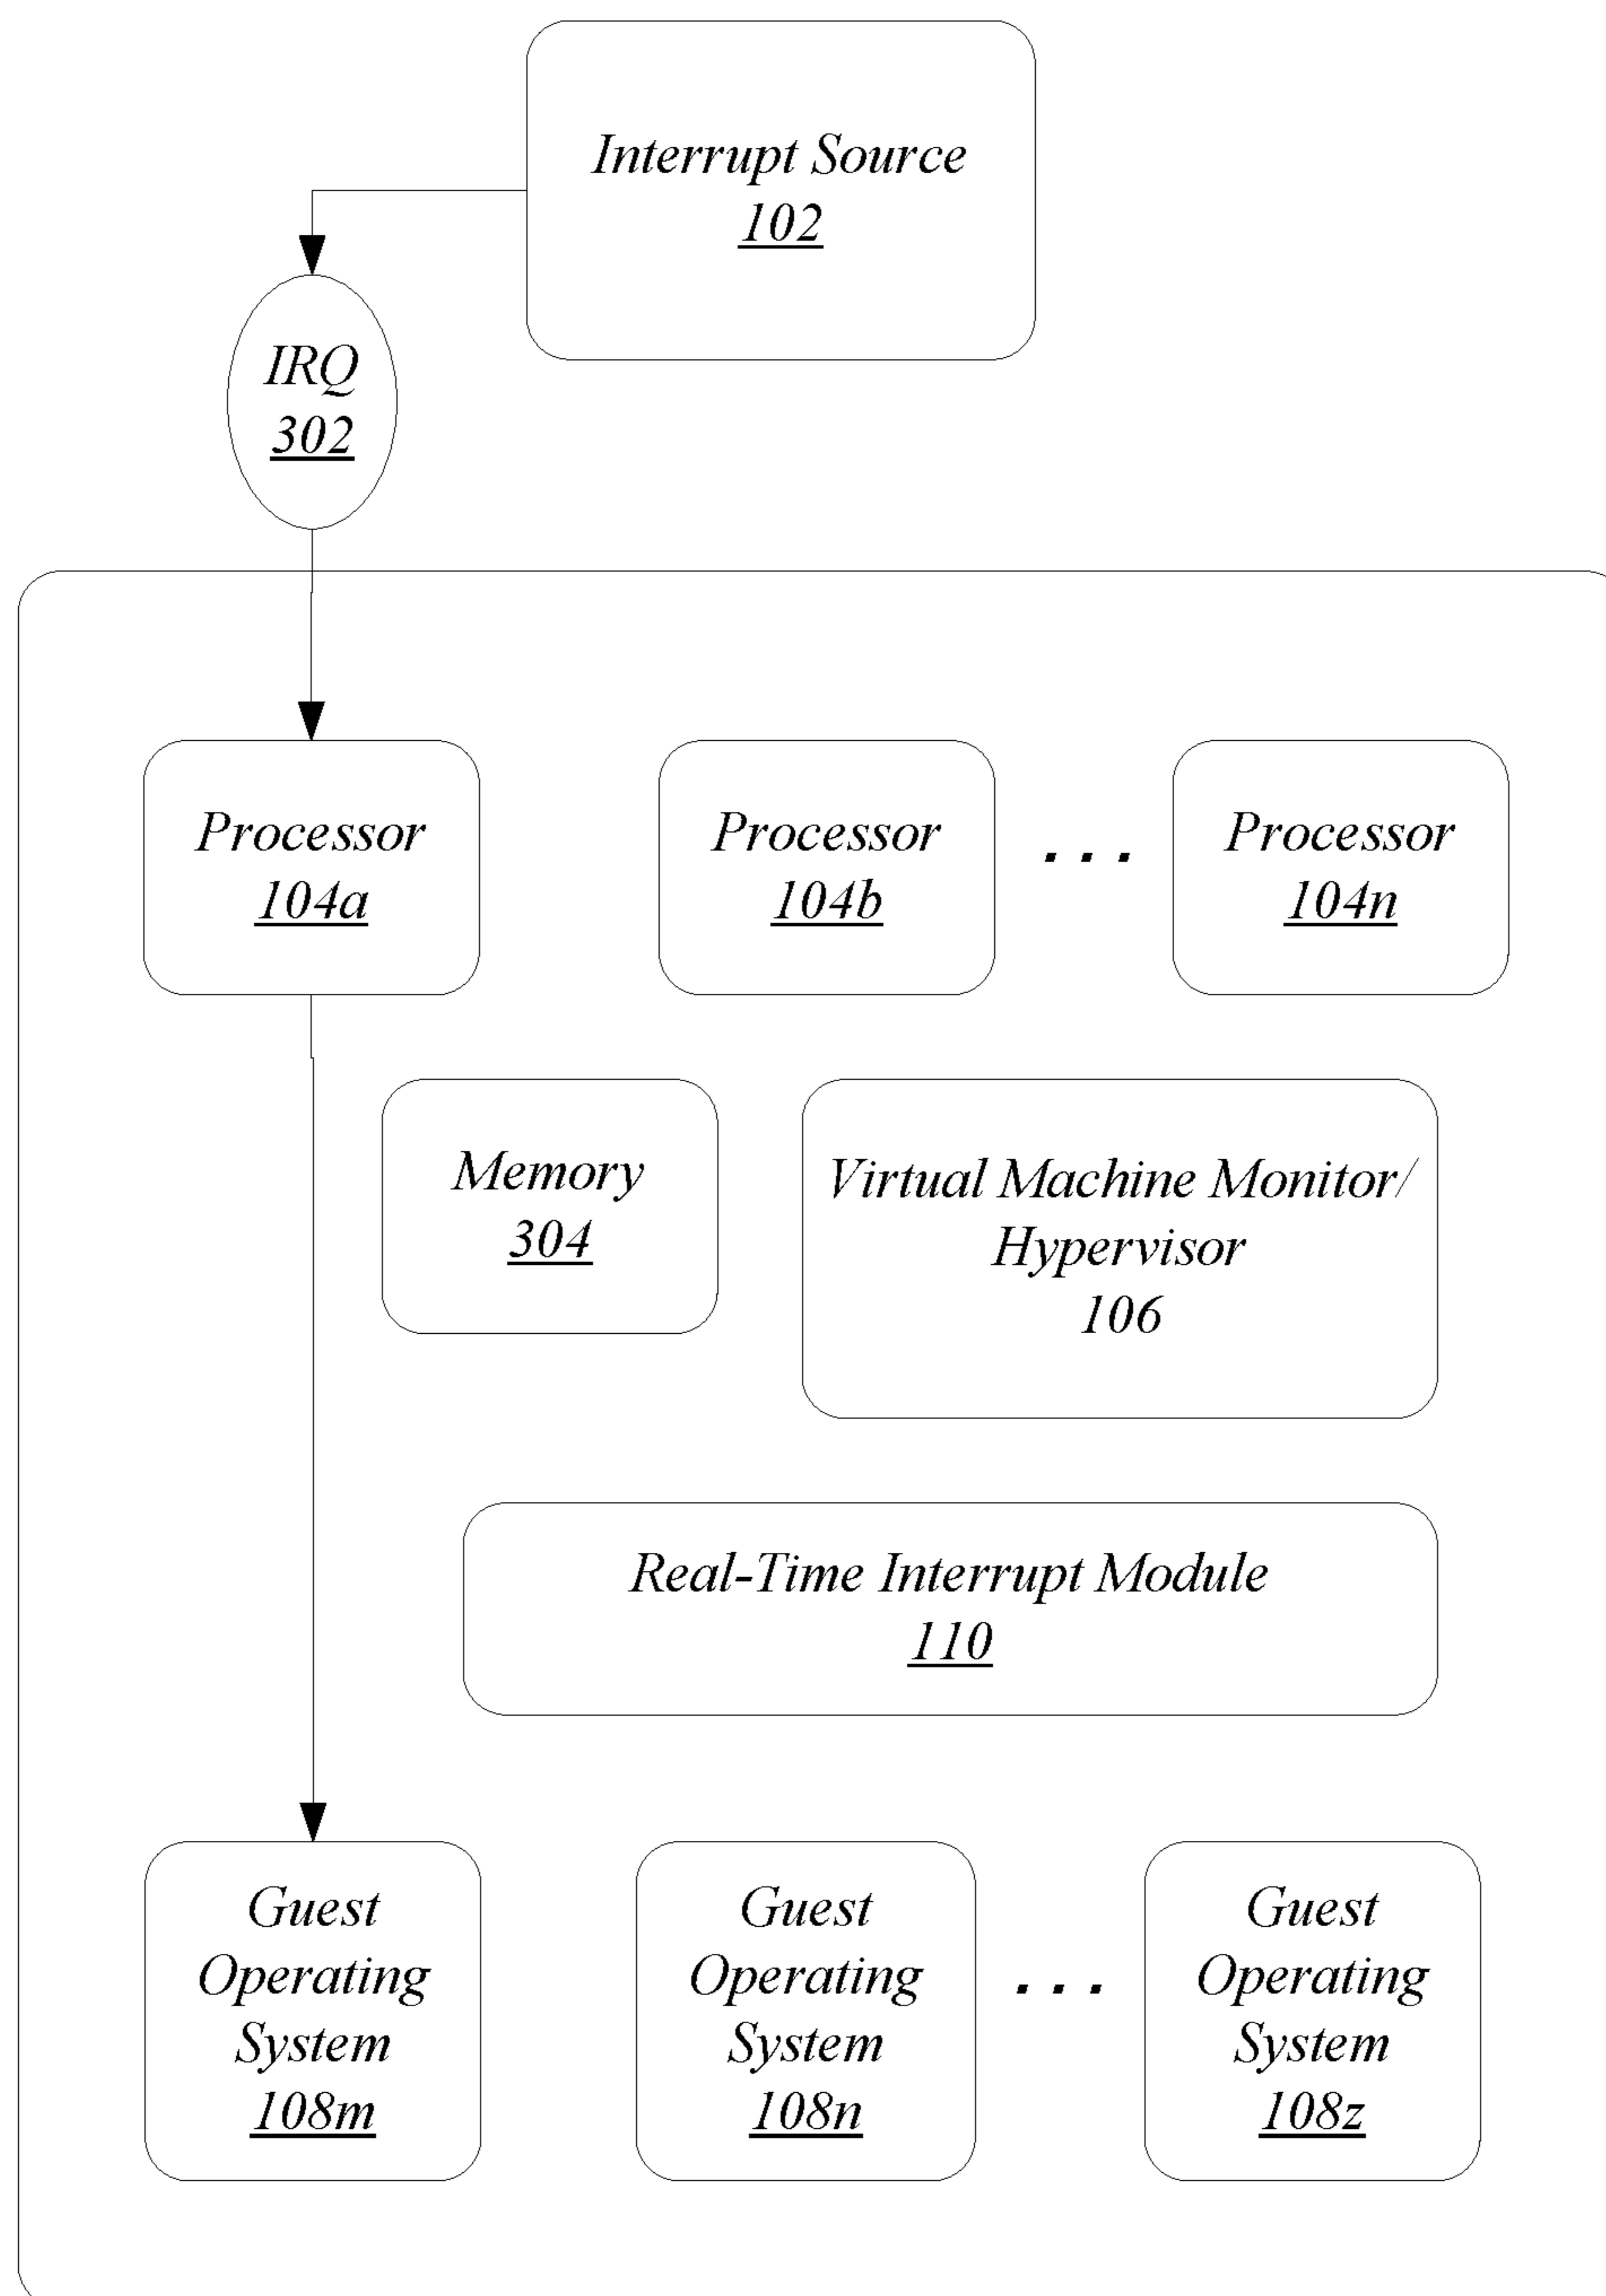 Interrupt Source
102
IRQ
302
Processor
104a
Processor
104b
. . .
Processor
104n
Memory
304
Virtual Machine Monitor/
Hypervisor
106
Real-Time Interrupt Module
110
Guest
Operating
System
108m
Guest
Operating
System
108n
. . .
Guest
Operating
System
108z